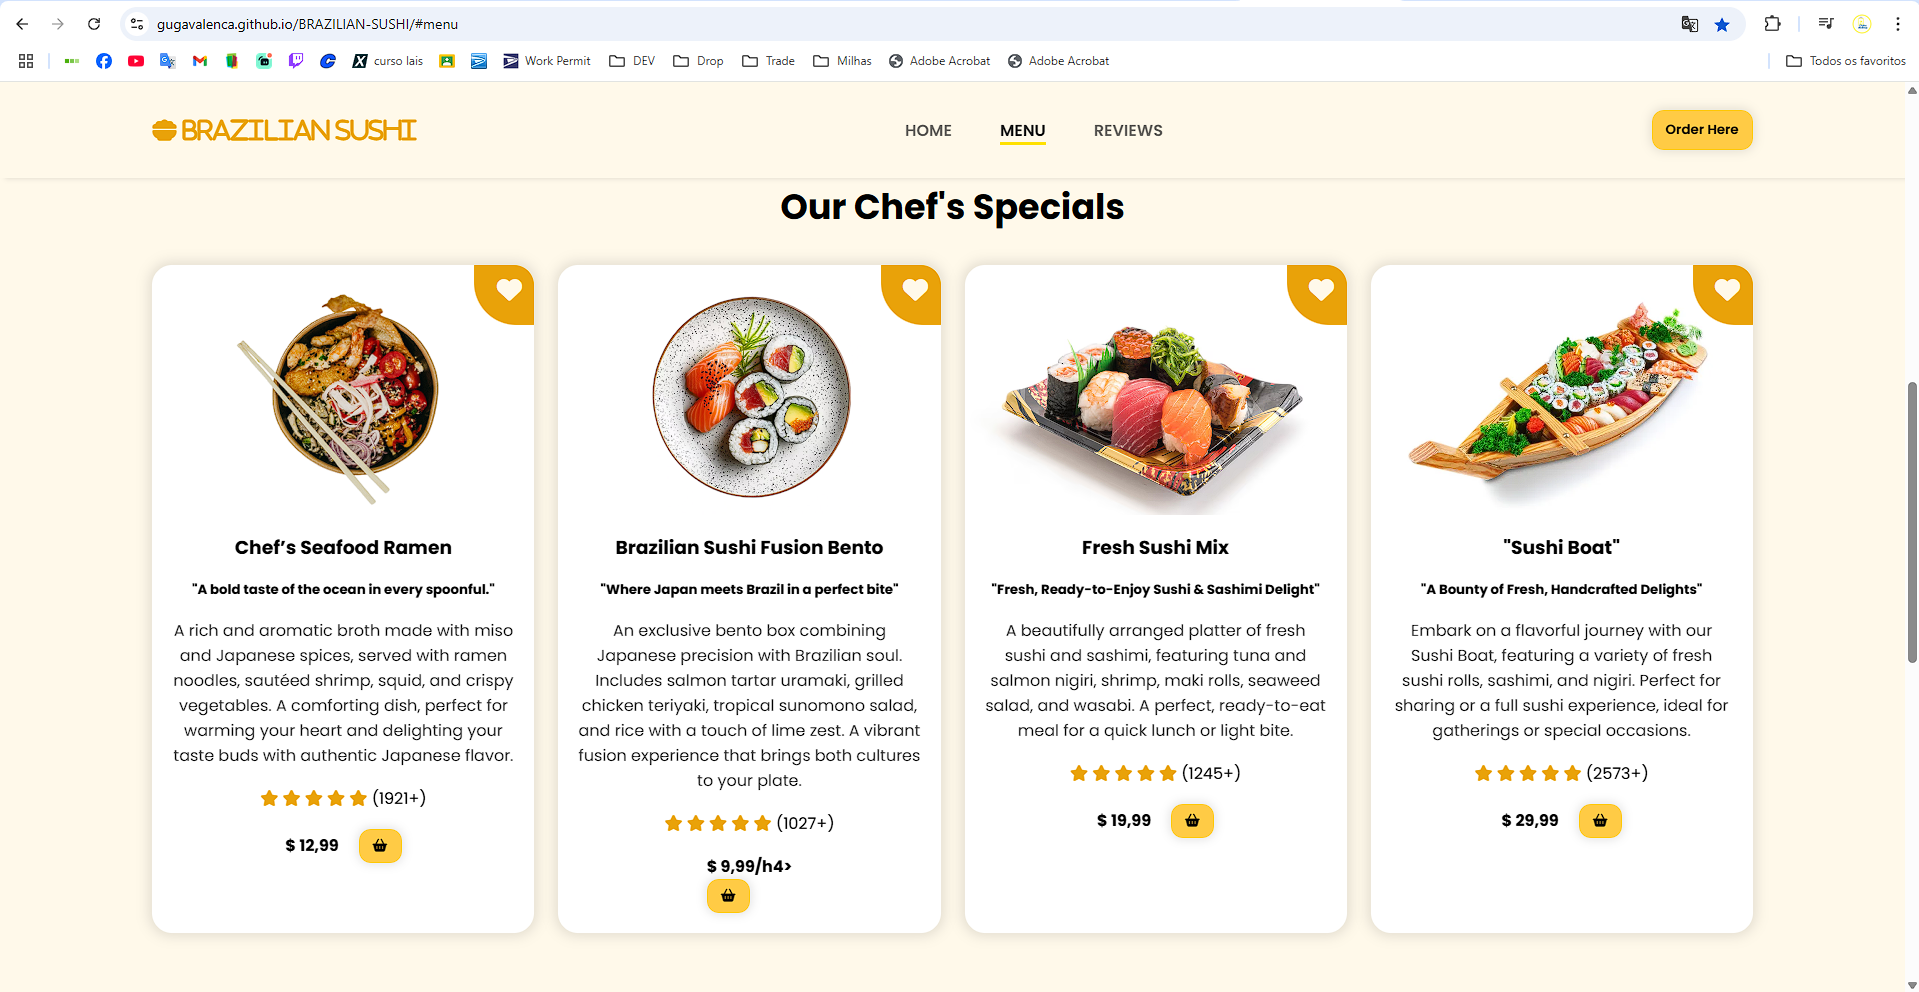 gugavalenca.github.io/BRAZILIAN-SUSHI/#menu
curso lais
Work Permit
DEV
Drop
Trade
Milhas
Adobe Acrobat
Adobe Acrobat
Todos os favoritos
BRAZILIAN SUSHI
HOME
MENU
REVIEWS
Order Here
Our Chef's Specials
Chef’s Seafood Ramen
"A bold taste of the ocean in every spoonful."
A rich and aromatic broth made with miso
and Japanese spices, served with ramen
noodles, sautéed shrimp, squid, and crispy
vegetables. A comforting dish, perfect for
warming your heart and delighting your
taste buds with authentic Japanese flavor.
(1921+)
$ 12,99
Brazilian Sushi Fusion Bento
"Where Japan meets Brazil in a perfect bite"
An exclusive bento box combining
Japanese precision with Brazilian soul.
Includes salmon tartar uramaki, grilled
chicken teriyaki, tropical sunomono salad,
and rice with a touch of lime zest. A vibrant
fusion experience that brings both cultures
to your plate.
(1027+)
$ 9,99/h4>
Fresh Sushi Mix
"Fresh, Ready-to-Enjoy Sushi & Sashimi Delight"
A beautifully arranged platter of fresh
sushi and sashimi, featuring tuna and
salmon nigiri, shrimp, maki rolls, seaweed
salad, and wasabi. A perfect, ready-to-eat
meal for a quick lunch or light bite.
(1245+)
$ 19,99
"Sushi Boat"
"A Bounty of Fresh, Handcrafted Delights"
Embark on a flavorful journey with our
Sushi Boat, featuring a variety of fresh
sushi rolls, sashimi, and nigiri. Perfect for
sharing or a full sushi experience, ideal for
gatherings or special occasions.
(2573+)
$ 29,99